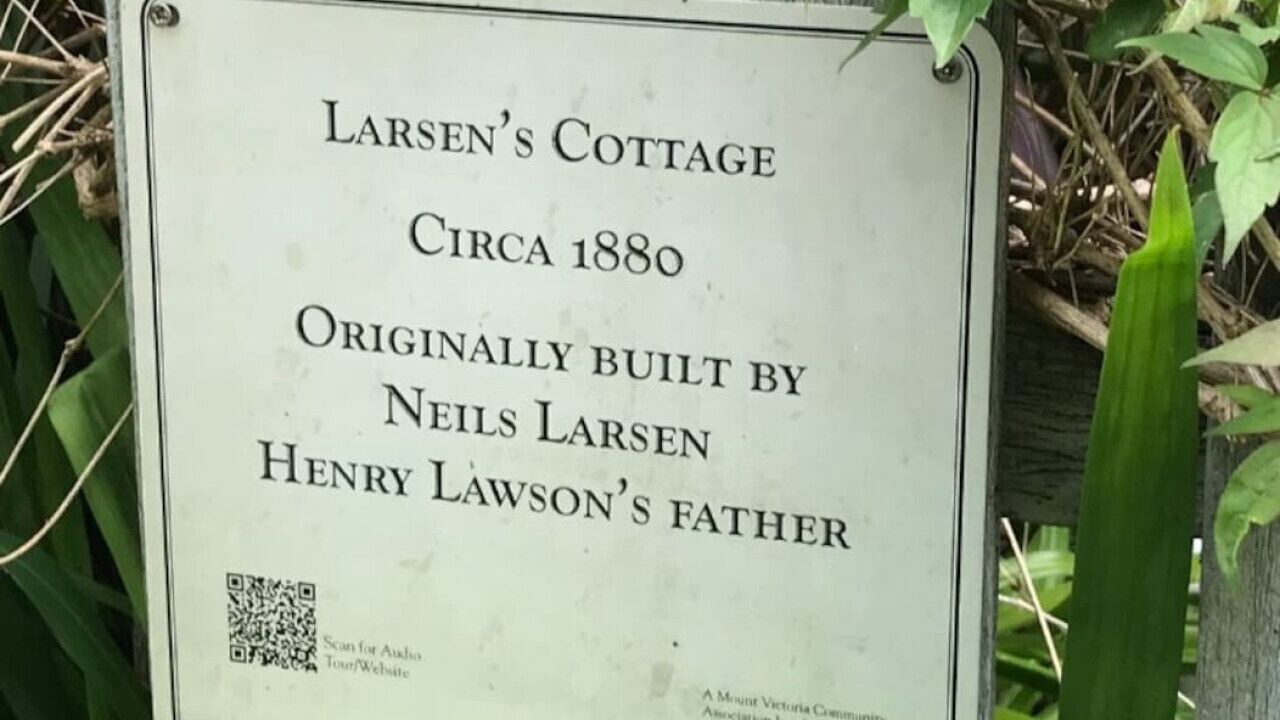 Larsen's Cottage
Circa 1880
Originally built by
Neils Larsen
Henry Lawson's father
Scan for Audio
Tour/Website
A Mount Victoria Community
Association